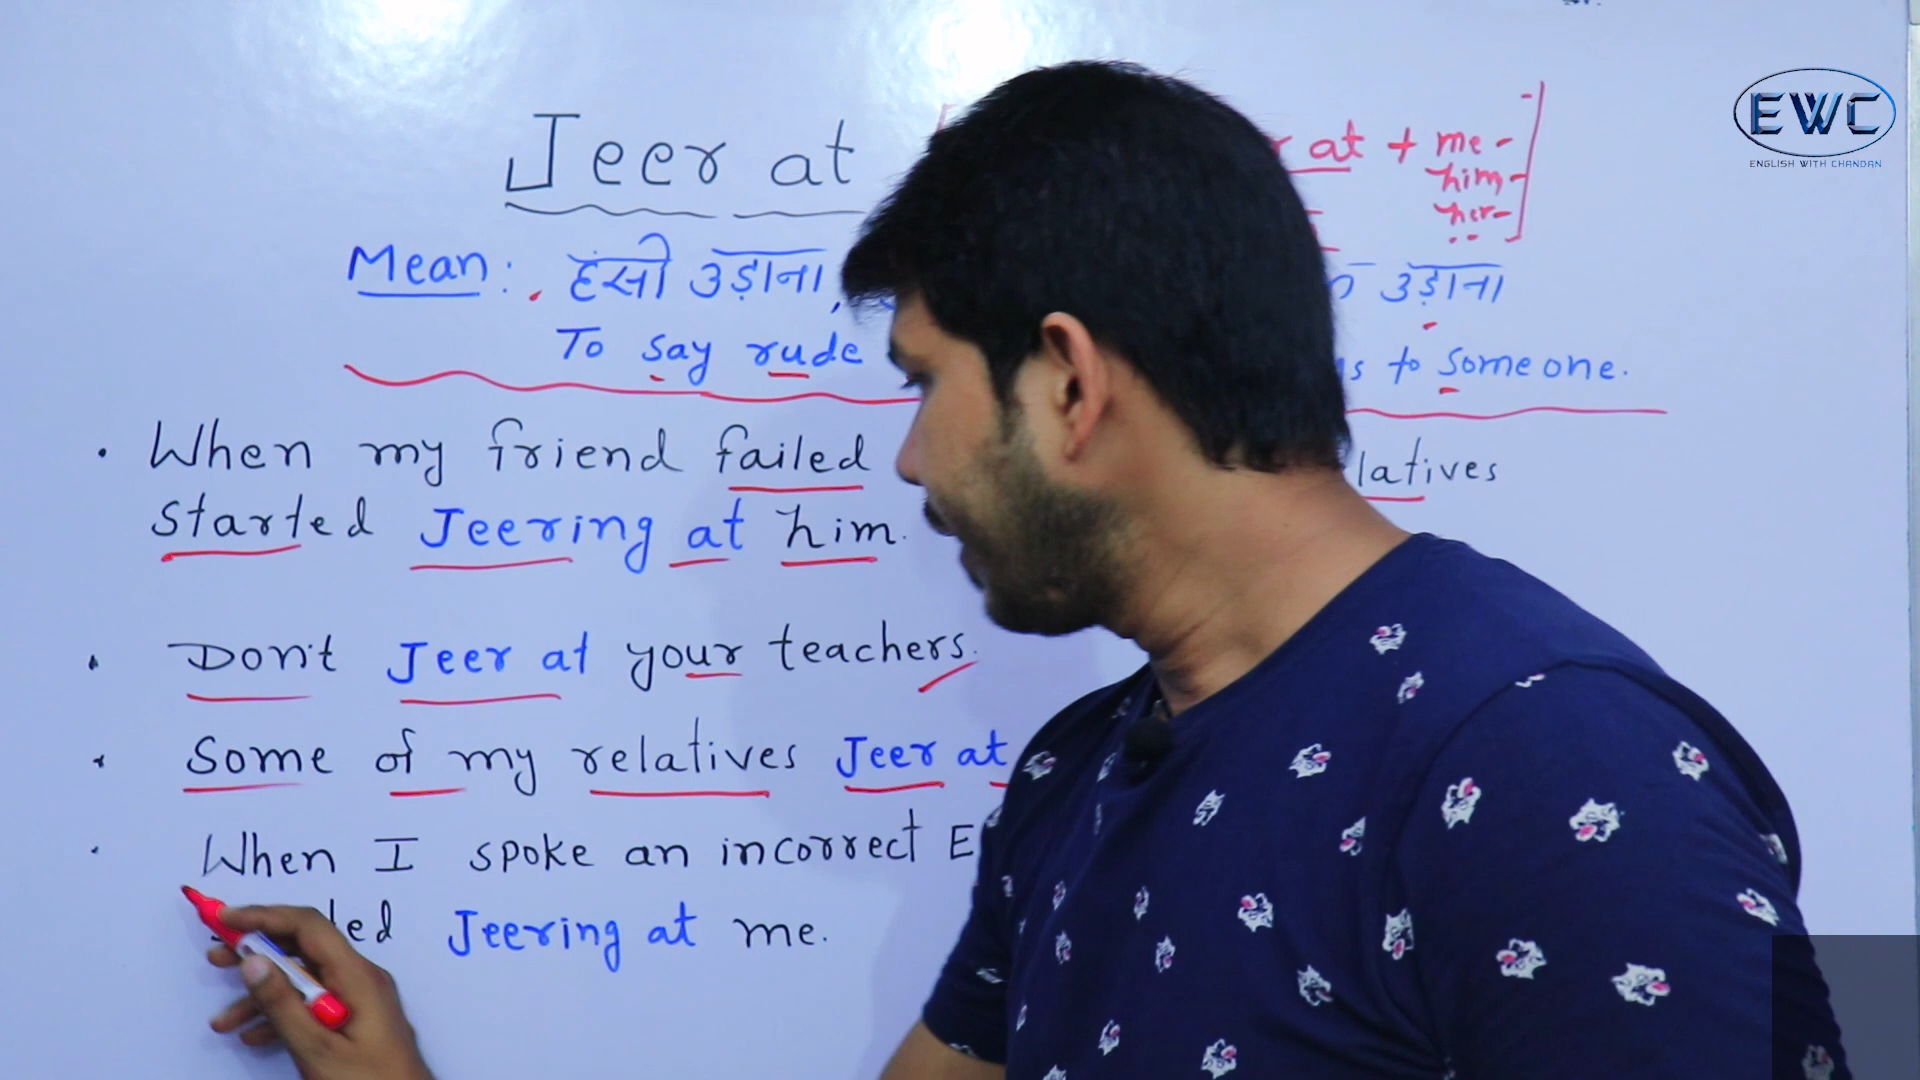 Jeer at
at + me -
him -
her -
Mean: हंसी उड़ाना, उड़ाना
To say rude to someone.
When my friend failed
started Jeering at him.
Don't Jeer at your teachers.
Some of my relatives Jeer at
When I spoke an incorrect
Jeering at me.
EWC
ENGLISH WITH CHANDAN